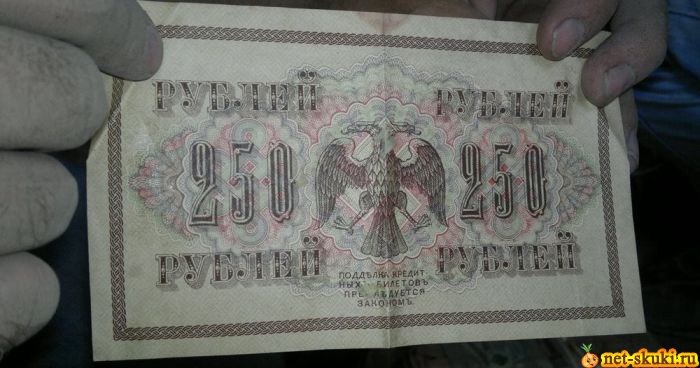 РУБЛЕЙ РУБЛЕЙ
250 250
РУБЛЕЙ РУБЛЕЙ
ПОДДѢЛКА КРЕДИТ
НЫХЪ БИЛЕТОВЪ
ПРЕСЛѢДУЕТСЯ
ЗАКОНОМЪ.
net-skuki.ru